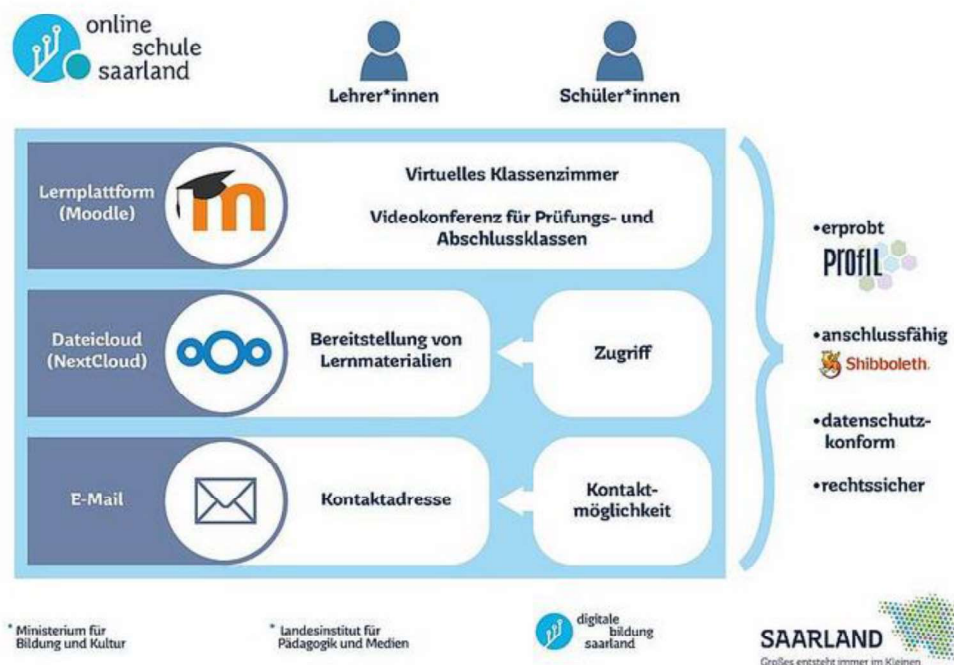 online
schule
saarland
Lehrer*innen
Schüler*innen
Lernplattform
(Moodle)
m
Virtuelles Klassenzimmer
Videokonferenz für Prüfungs- und
Abschlussklassen
Dateicloud
(NextCloud)
Bereitstellung von
Lernmaterialien
Zugriff
E-Mail
Kontaktadresse
Kontakt-
möglichkeit
•erprobt
PROfIL
•anschlussfähig
Shibboleth.
•datenschutz-
konform
•rechtssicher
* Ministerium für
Bildung und Kultur
* Landesinstitut für
Pädagogik und Medien
digitale
bildung
saarland
SAARLAND
Großes entsteht immer im Kleinen